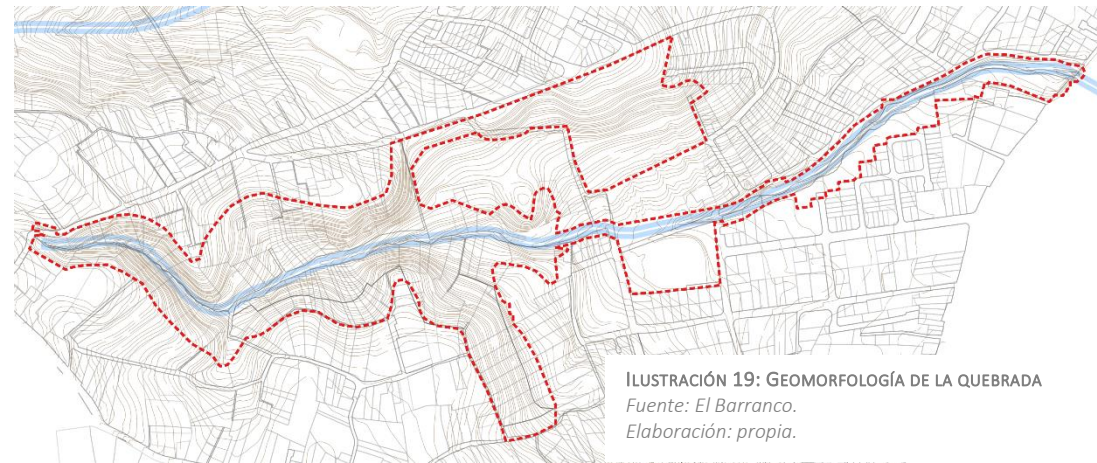 ILUSTRACIÓN 19: GEOMORFOLOGÍA DE LA QUEBRADA
Fuente: El Barranco.
Elaboración: propia.